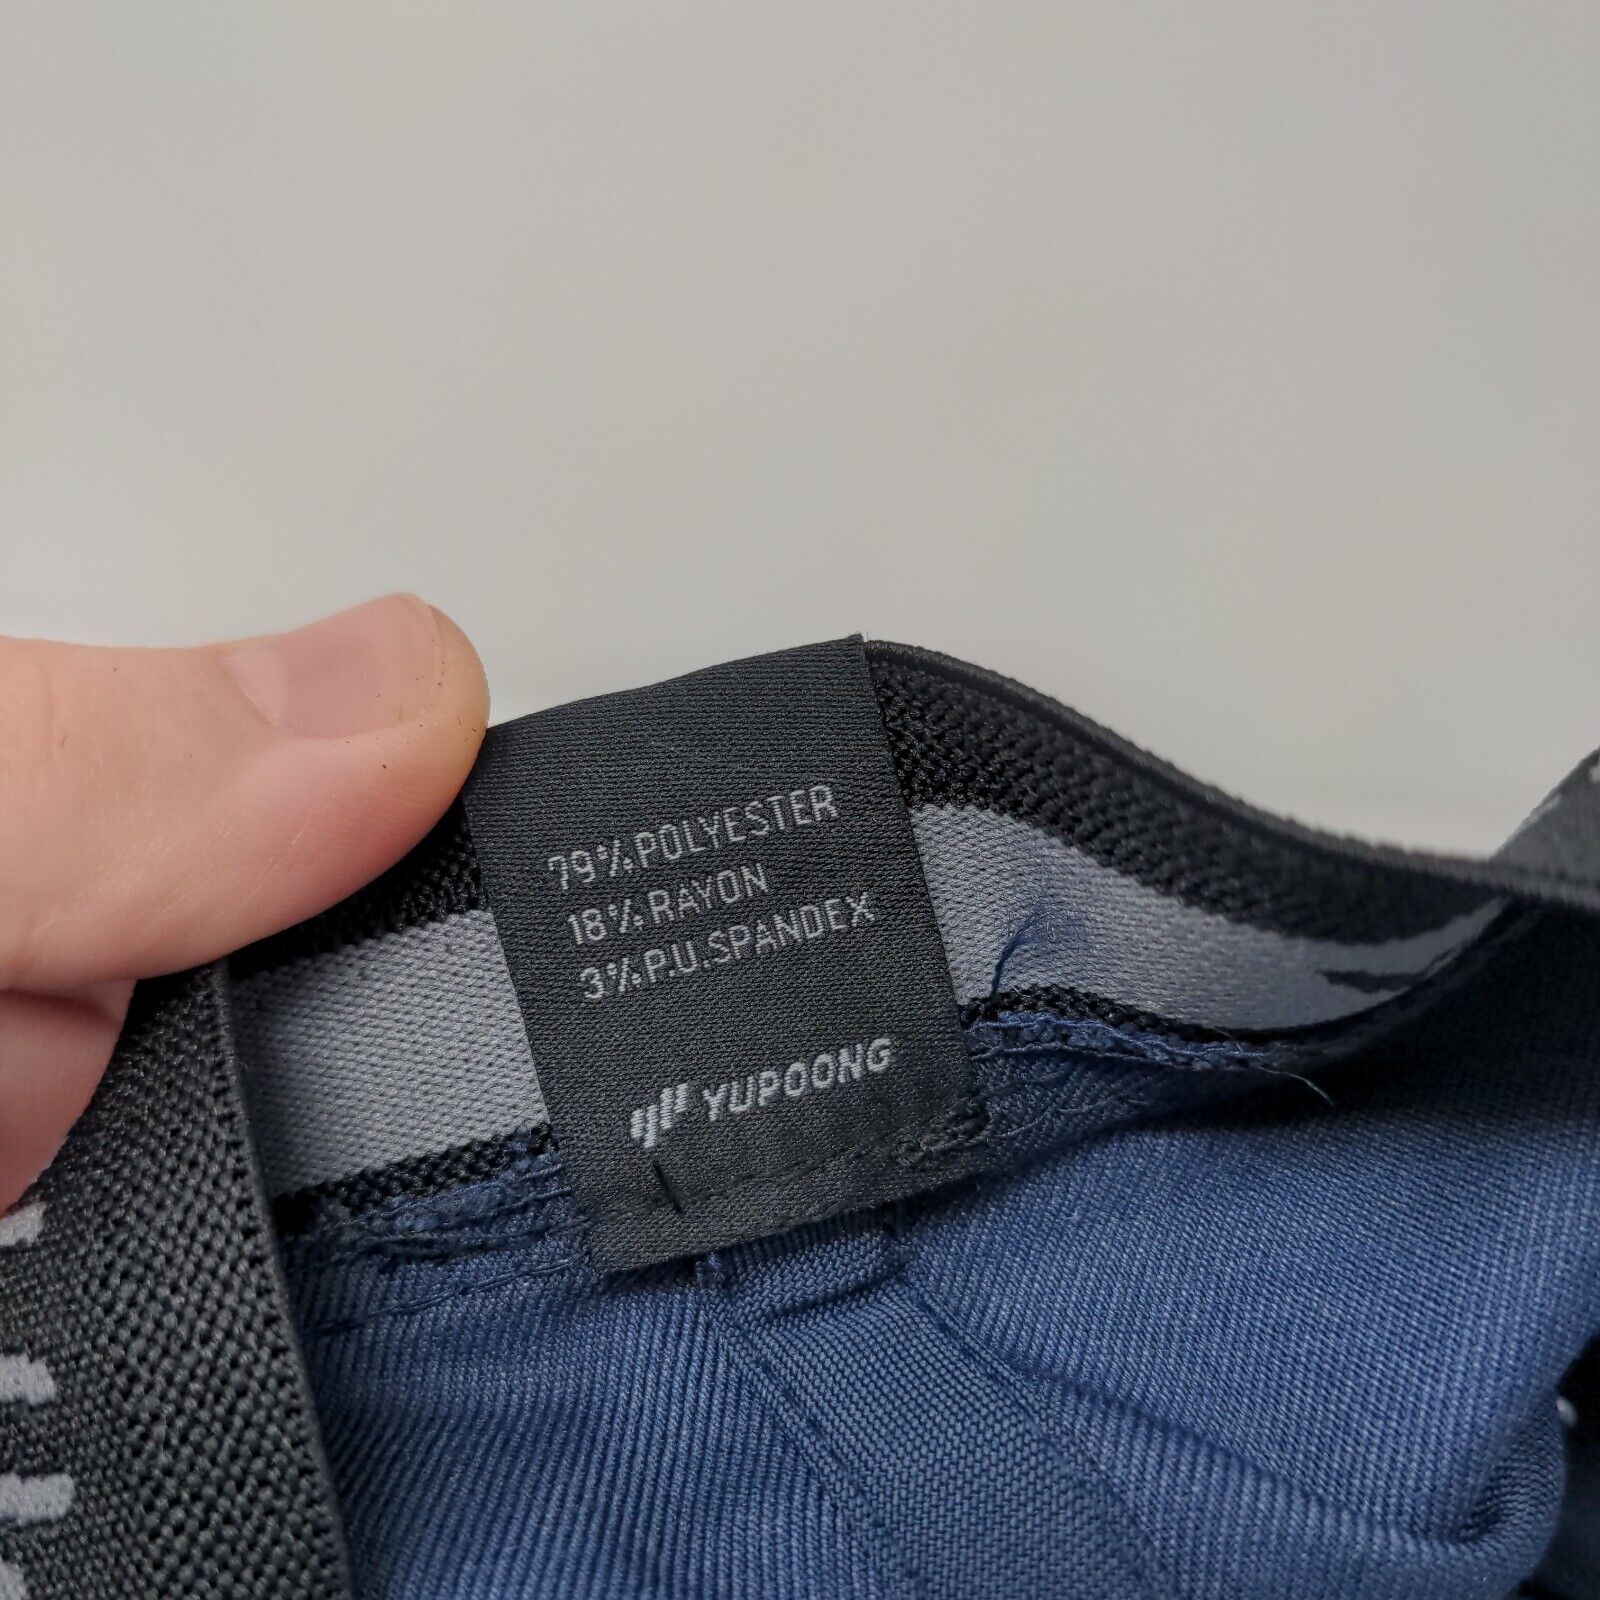 79% POLYESTER
18% RAYON
3% P.U. SPANDEX
YUPOONG